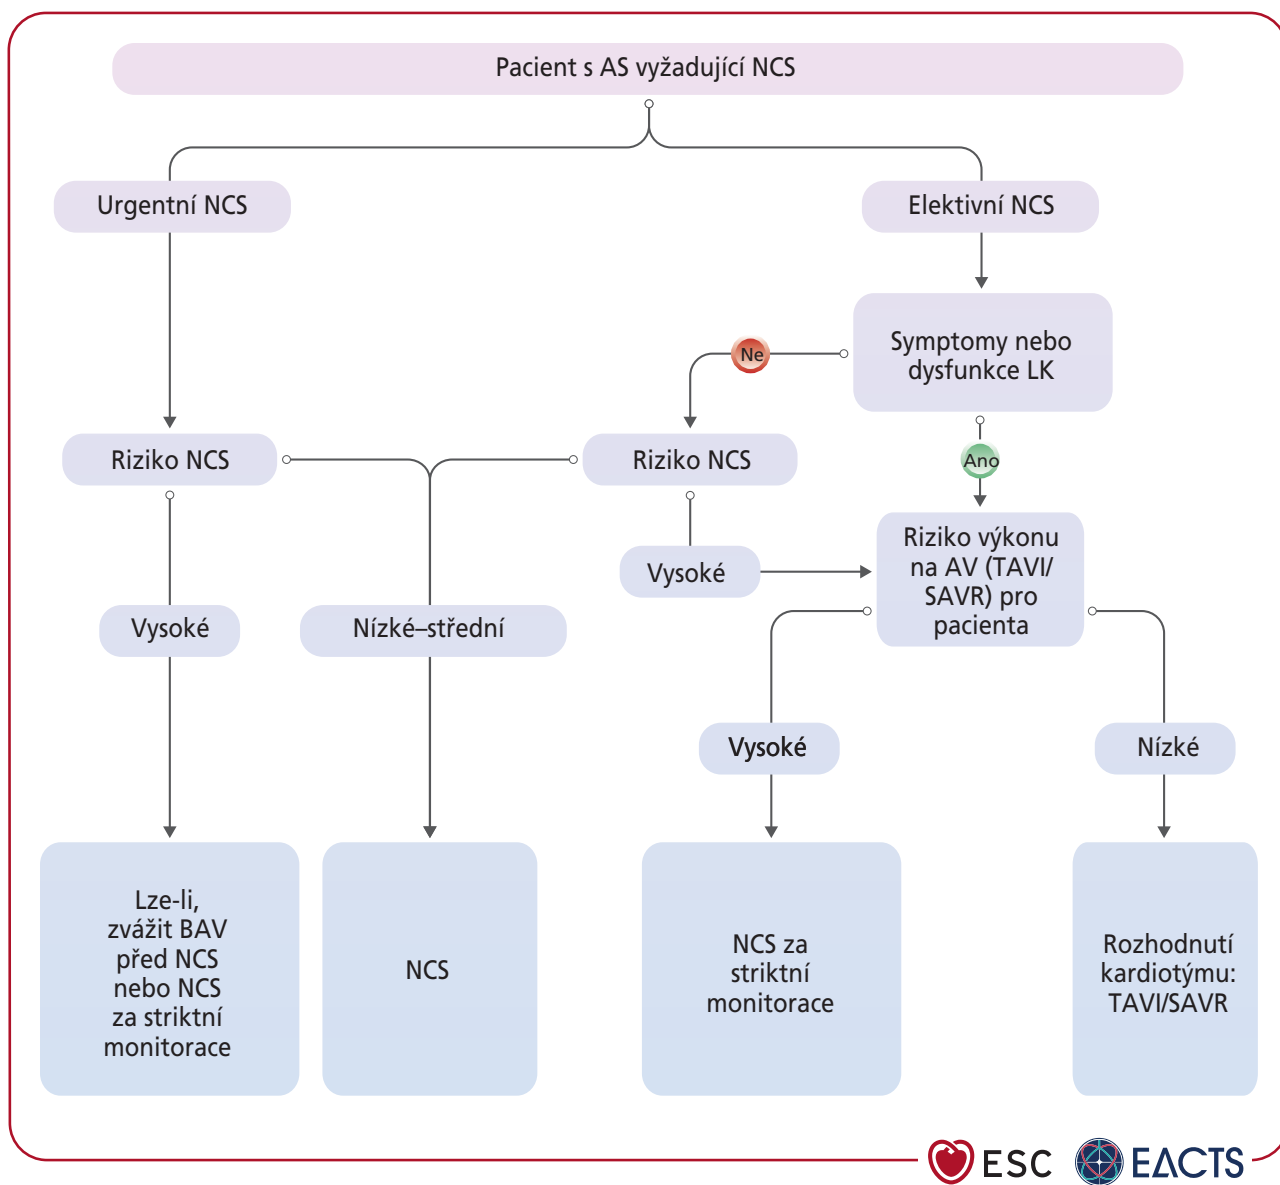 Pacient s AS vyžadující NCS
Urgentní NCS
Elektivní NCS
Symptomy nebo
dysfunkce LK
Ne
Ano
Riziko NCS
Riziko NCS
Riziko výkonu
na AV (TAVI/
SAVR) pro
pacienta
Vysoké
Vysoké
Nízké–střední
Vysoké
Nízké
Lze-li,
zvážit BAV
před NCS
nebo NCS
za striktní
monitorace
NCS
NCS za
striktní
monitorace
Rozhodnutí
kardiotýmu:
TAVI/SAVR
ESC
EACTS